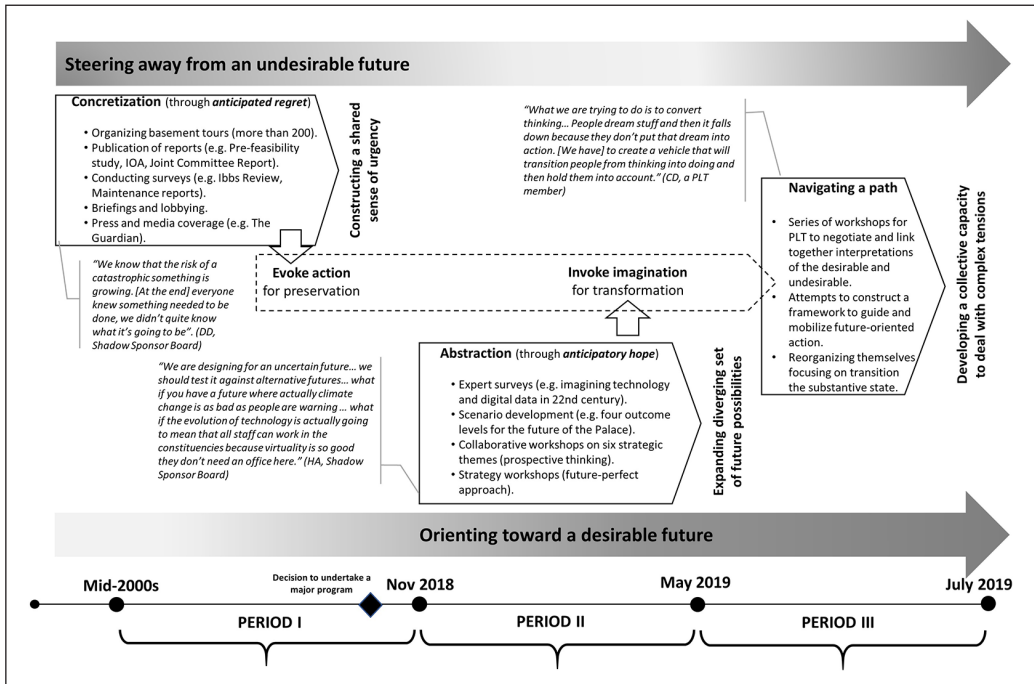 Steering away from an undesirable future
Concretization (through anticipated regret)
• Organizing basement tours (more than 200).
• Publication of reports (e.g. Pre-feasibility
study, IOA, Joint Committee Report).
• Conducting surveys (e.g. Ibbs Review,
Maintenance reports).
• Briefings and lobbying.
• Press and media coverage (e.g. The
Guardian).
Constructing a shared
sense of urgency
“What we are trying to do is to convert
thinking… People dream stuff and then it falls
down because they don’t put that dream into
action. [We have] to create a vehicle that will
transition people from thinking into doing and
then hold them into account.” (CD, a PLT
member)
Navigating a path
• Series of workshops for
PLT to negotiate and link
together interpretations
of the desirable and
undesirable.
• Attempts to construct a
framework to guide and
mobilize future-oriented
action.
• Reorganizing themselves
focusing on transition
the substantive state.
Developing a collective capacity
to deal with complex tensions
Evoke action
for preservation
Invoke imagination
for transformation
“We know that the risk of a
catastrophic something is
growing. [At the end] everyone
knew something needed to be
done, we didn’t quite know
what it’s going to be”. (DD,
Shadow Sponsor Board)
“We are designing for an uncertain future… we
should test it against alternative futures… what
if you have a future where actually climate
change is as bad as people are warning … what
if the evolution of technology is actually going
to mean that all staff can work in the
constituencies because virtuality is so good
they don’t need an office here.” (HA, Shadow
Sponsor Board)
Abstraction (through anticipatory hope)
• Expert surveys (e.g. imagining technology
and digital data in 22nd century).
• Scenario development (e.g. four outcome
levels for the future of the Palace).
• Collaborative workshops on six strategic
themes (prospective thinking).
• Strategy workshops (future-perfect
approach).
Expanding diverging set
of future possibilities
Orienting toward a desirable future
Mid-2000s
Decision to undertake a
major program
Nov 2018
May 2019
July 2019
PERIOD I
PERIOD II
PERIOD III